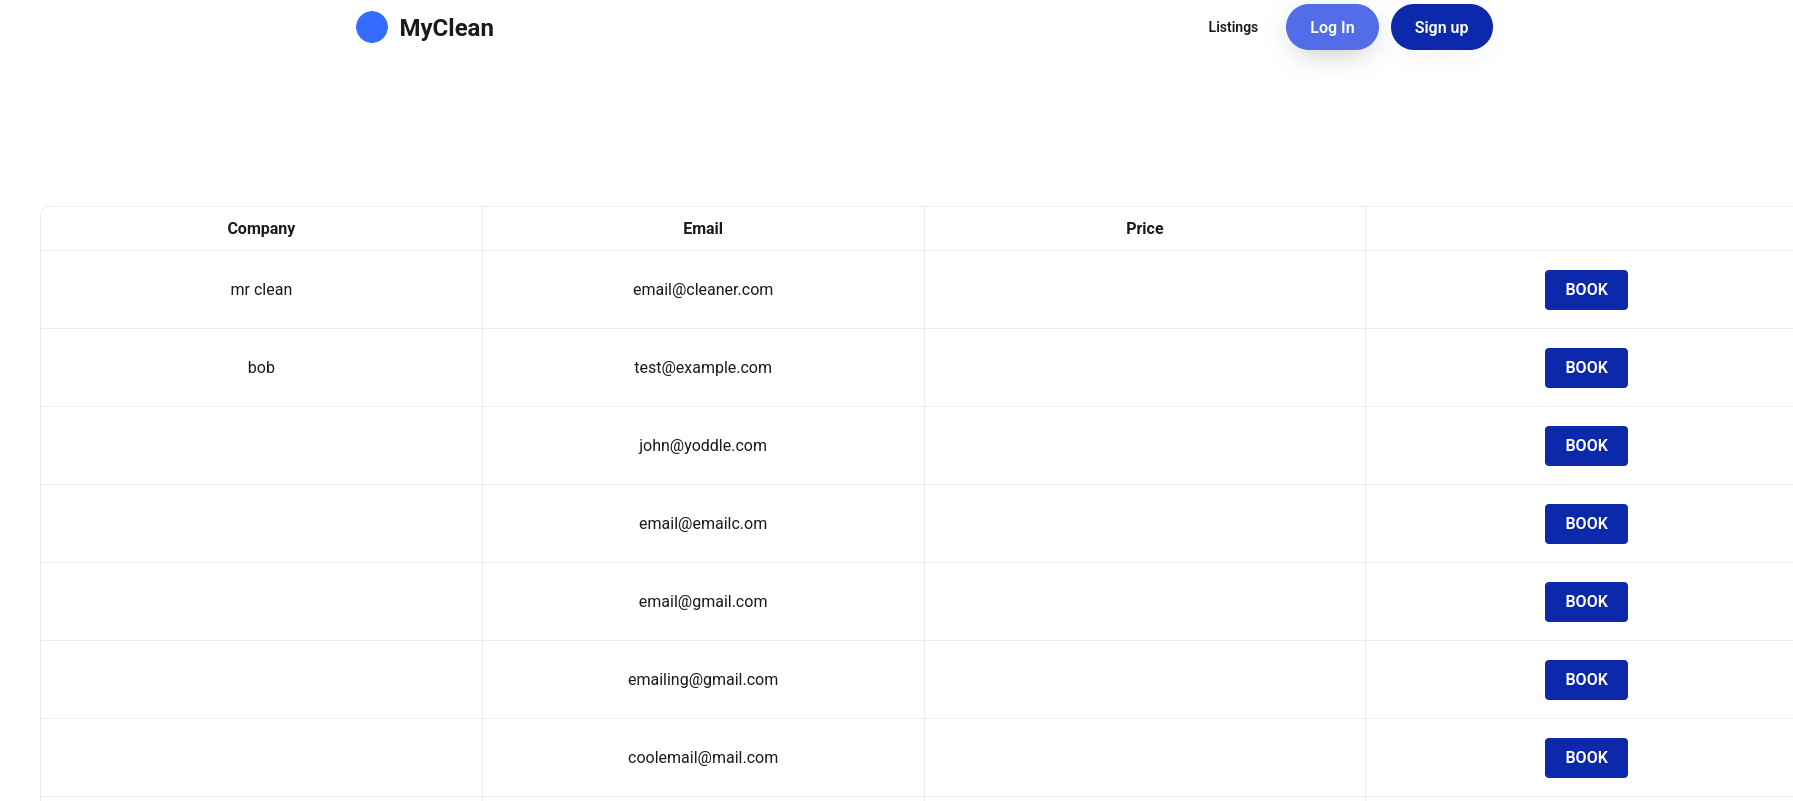 MyClean
Listings
Log In
Sign up
Company Email Price
mr clean email@cleaner.com BOOK
bob test@example.com BOOK
john@yoddle.com BOOK
email@emailc.om BOOK
email@gmail.com BOOK
emailing@gmail.com BOOK
coolemail@mail.com BOOK